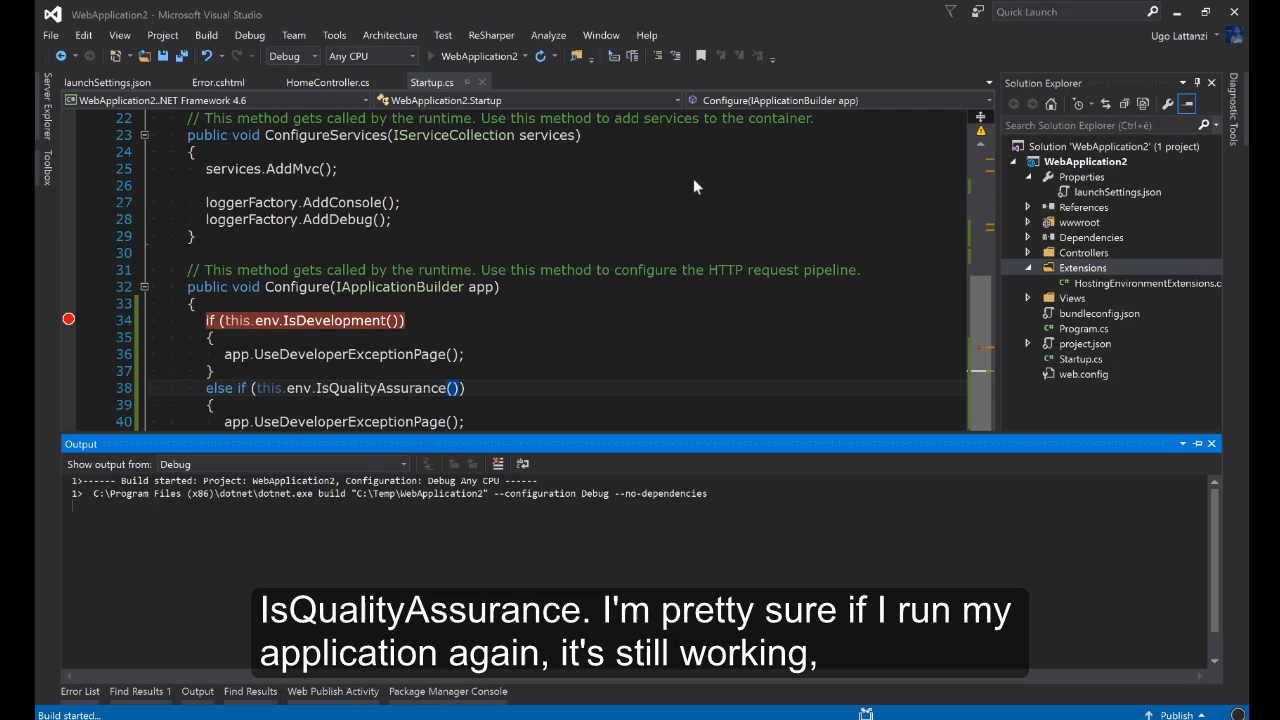 WebApplication2 - Microsoft Visual Studio
Quick Launch
File Edit View Project Build Debug Team Tools Architecture Test ReSharper Analyze Window Help
Ugo Lattanzi
Debug Any CPU WebApplication2
launchSettings.json Error.cshtml HomeController.cs Startup.cs
WebApplication2..NET Framework 4.6 WebApplication2.Startup Configure(IApplicationBuilder app)
Server Explorer
Toolbox
22 // This method gets called by the runtime. Use this method to add services to the container.
23 public void ConfigureServices(IServiceCollection services)
24 {
25 services.AddMvc();
26
27 loggerFactory.AddConsole();
28 loggerFactory.AddDebug();
29 }
30
31 // This method gets called by the runtime. Use this method to configure the HTTP request pipeline.
32 public void Configure(IApplicationBuilder app)
33 {
34 if (this.env.IsDevelopment())
35 {
36 app.UseDeveloperExceptionPage();
37 }
38 else if (this.env.IsQualityAssurance())
39 {
40 app.UseDeveloperExceptionPage();
Solution Explorer
Search Solution Explorer (Ctrl+é)
Solution 'WebApplication2' (1 project)
WebApplication2
Properties
launchSettings.json
References
wwwroot
Dependencies
Controllers
Extensions
HostingEnvironmentExtensions.c
Views
bundleconfig.json
Program.cs
project.json
Startup.cs
web.config
Diagnostic Tools
Output
Show output from: Debug
1>------ Build started: Project: WebApplication2, Configuration: Debug Any CPU ------
1> C:\Program Files (x86)\dotnet\dotnet.exe build "C:\Temp\WebApplication2" --configuration Debug --no-dependencies
IsQualityAssurance. I'm pretty sure if I run my
application again, it's still working,
Error List Find Results 1 Output Find Results Web Publish Activity Package Manager Console
Build started... Publish